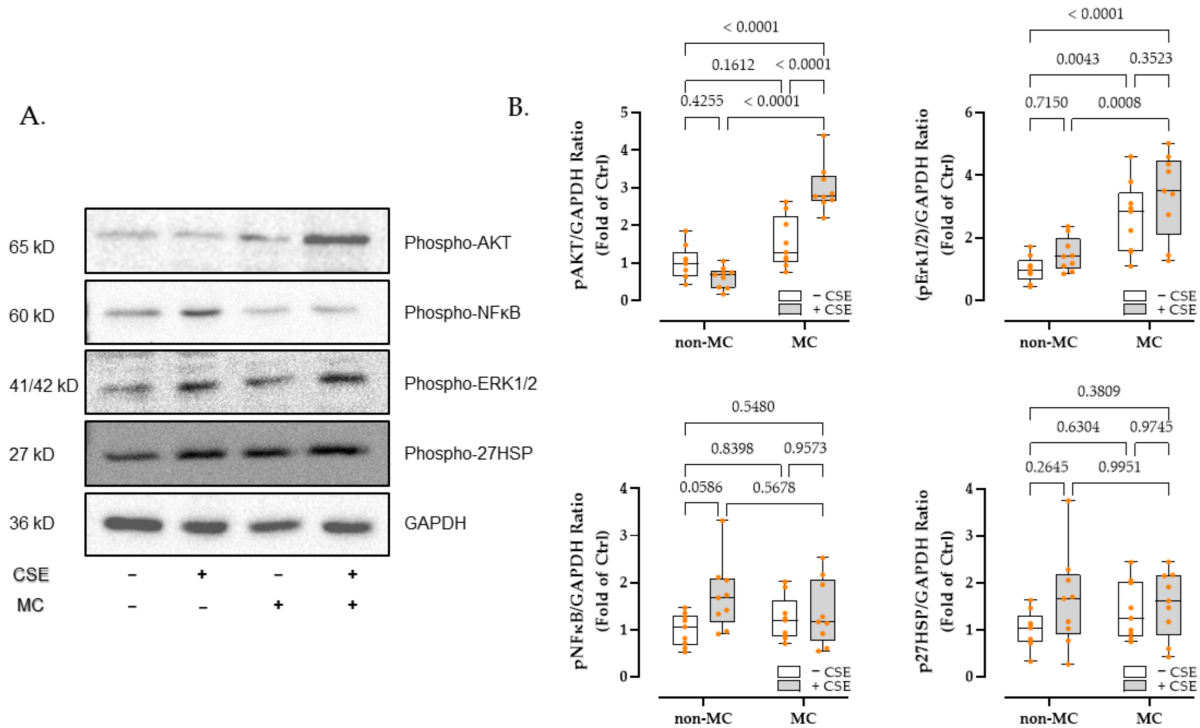 A.
65 kD Phospho-AKT
60 kD Phospho-NFκB
41/42 kD Phospho-ERK1/2
27 kD Phospho-27HSP
36 kD GAPDH
CSE – + – +
MC – – + +
B.
< 0.0001
0.1612 < 0.0001
0.4255 < 0.0001
pAKT/GAPDH Ratio
(Fold of Ctrl)
5
4
3
2
1
0
– CSE
+ CSE
non-MC MC
< 0.0001
0.0043 0.3523
0.7150 0.0008
(pErk1/2)/GAPDH Ratio
(Fold of Ctrl)
6
4
2
0
– CSE
+ CSE
non-MC MC
0.5480
0.8398 0.9573
0.0586 0.5678
pNFκB/GAPDH Ratio
(Fold of Ctrl)
4
3
2
1
0
– CSE
+ CSE
non-MC MC
0.3809
0.6304 0.9745
0.2645 0.9951
p27HSP/GAPDH Ratio
(Fold of Ctrl)
4
3
2
1
0
– CSE
+ CSE
non-MC MC